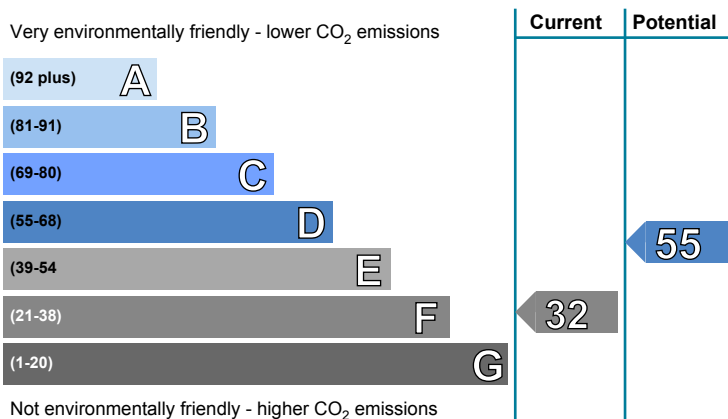 Current Potential
Very environmentally friendly - lower CO2 emissions
(92 plus) A
(81-91) B
(69-80) C
(55-68) D
55
(39-54 E
(21-38) F 32
(1-20) G
Not environmentally friendly - higher CO2 emissions